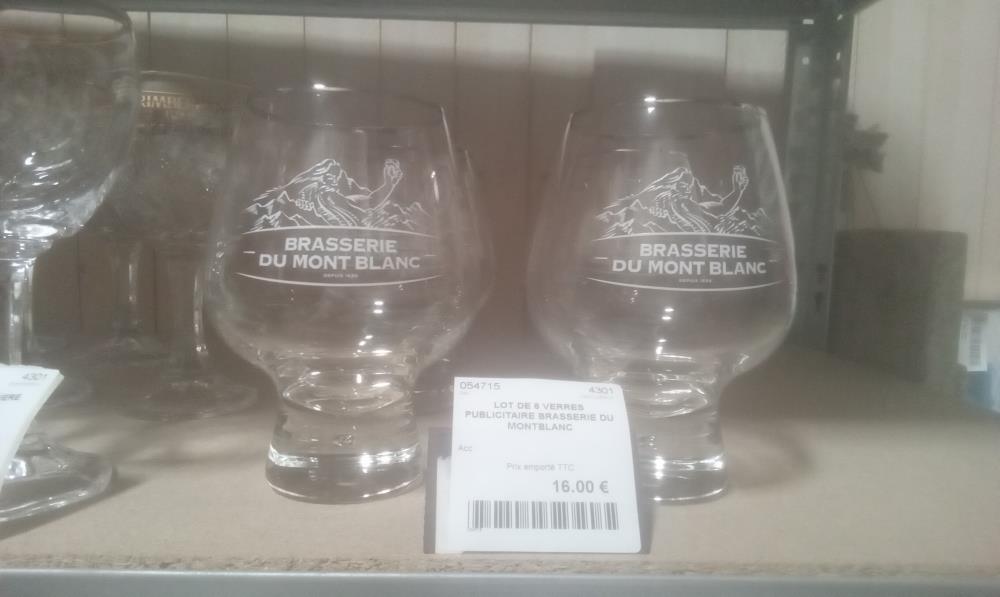 RIMBE
BRASSERIE
DU MONT BLANC
BRASSERIE
DU MONT BLANC
4301
054715
4301
LOT DE 6 VERRES
PUBLICITAIRE BRASSERIE DU
MONTBLANC
Acc
Prix emporté TTC
16.00 €